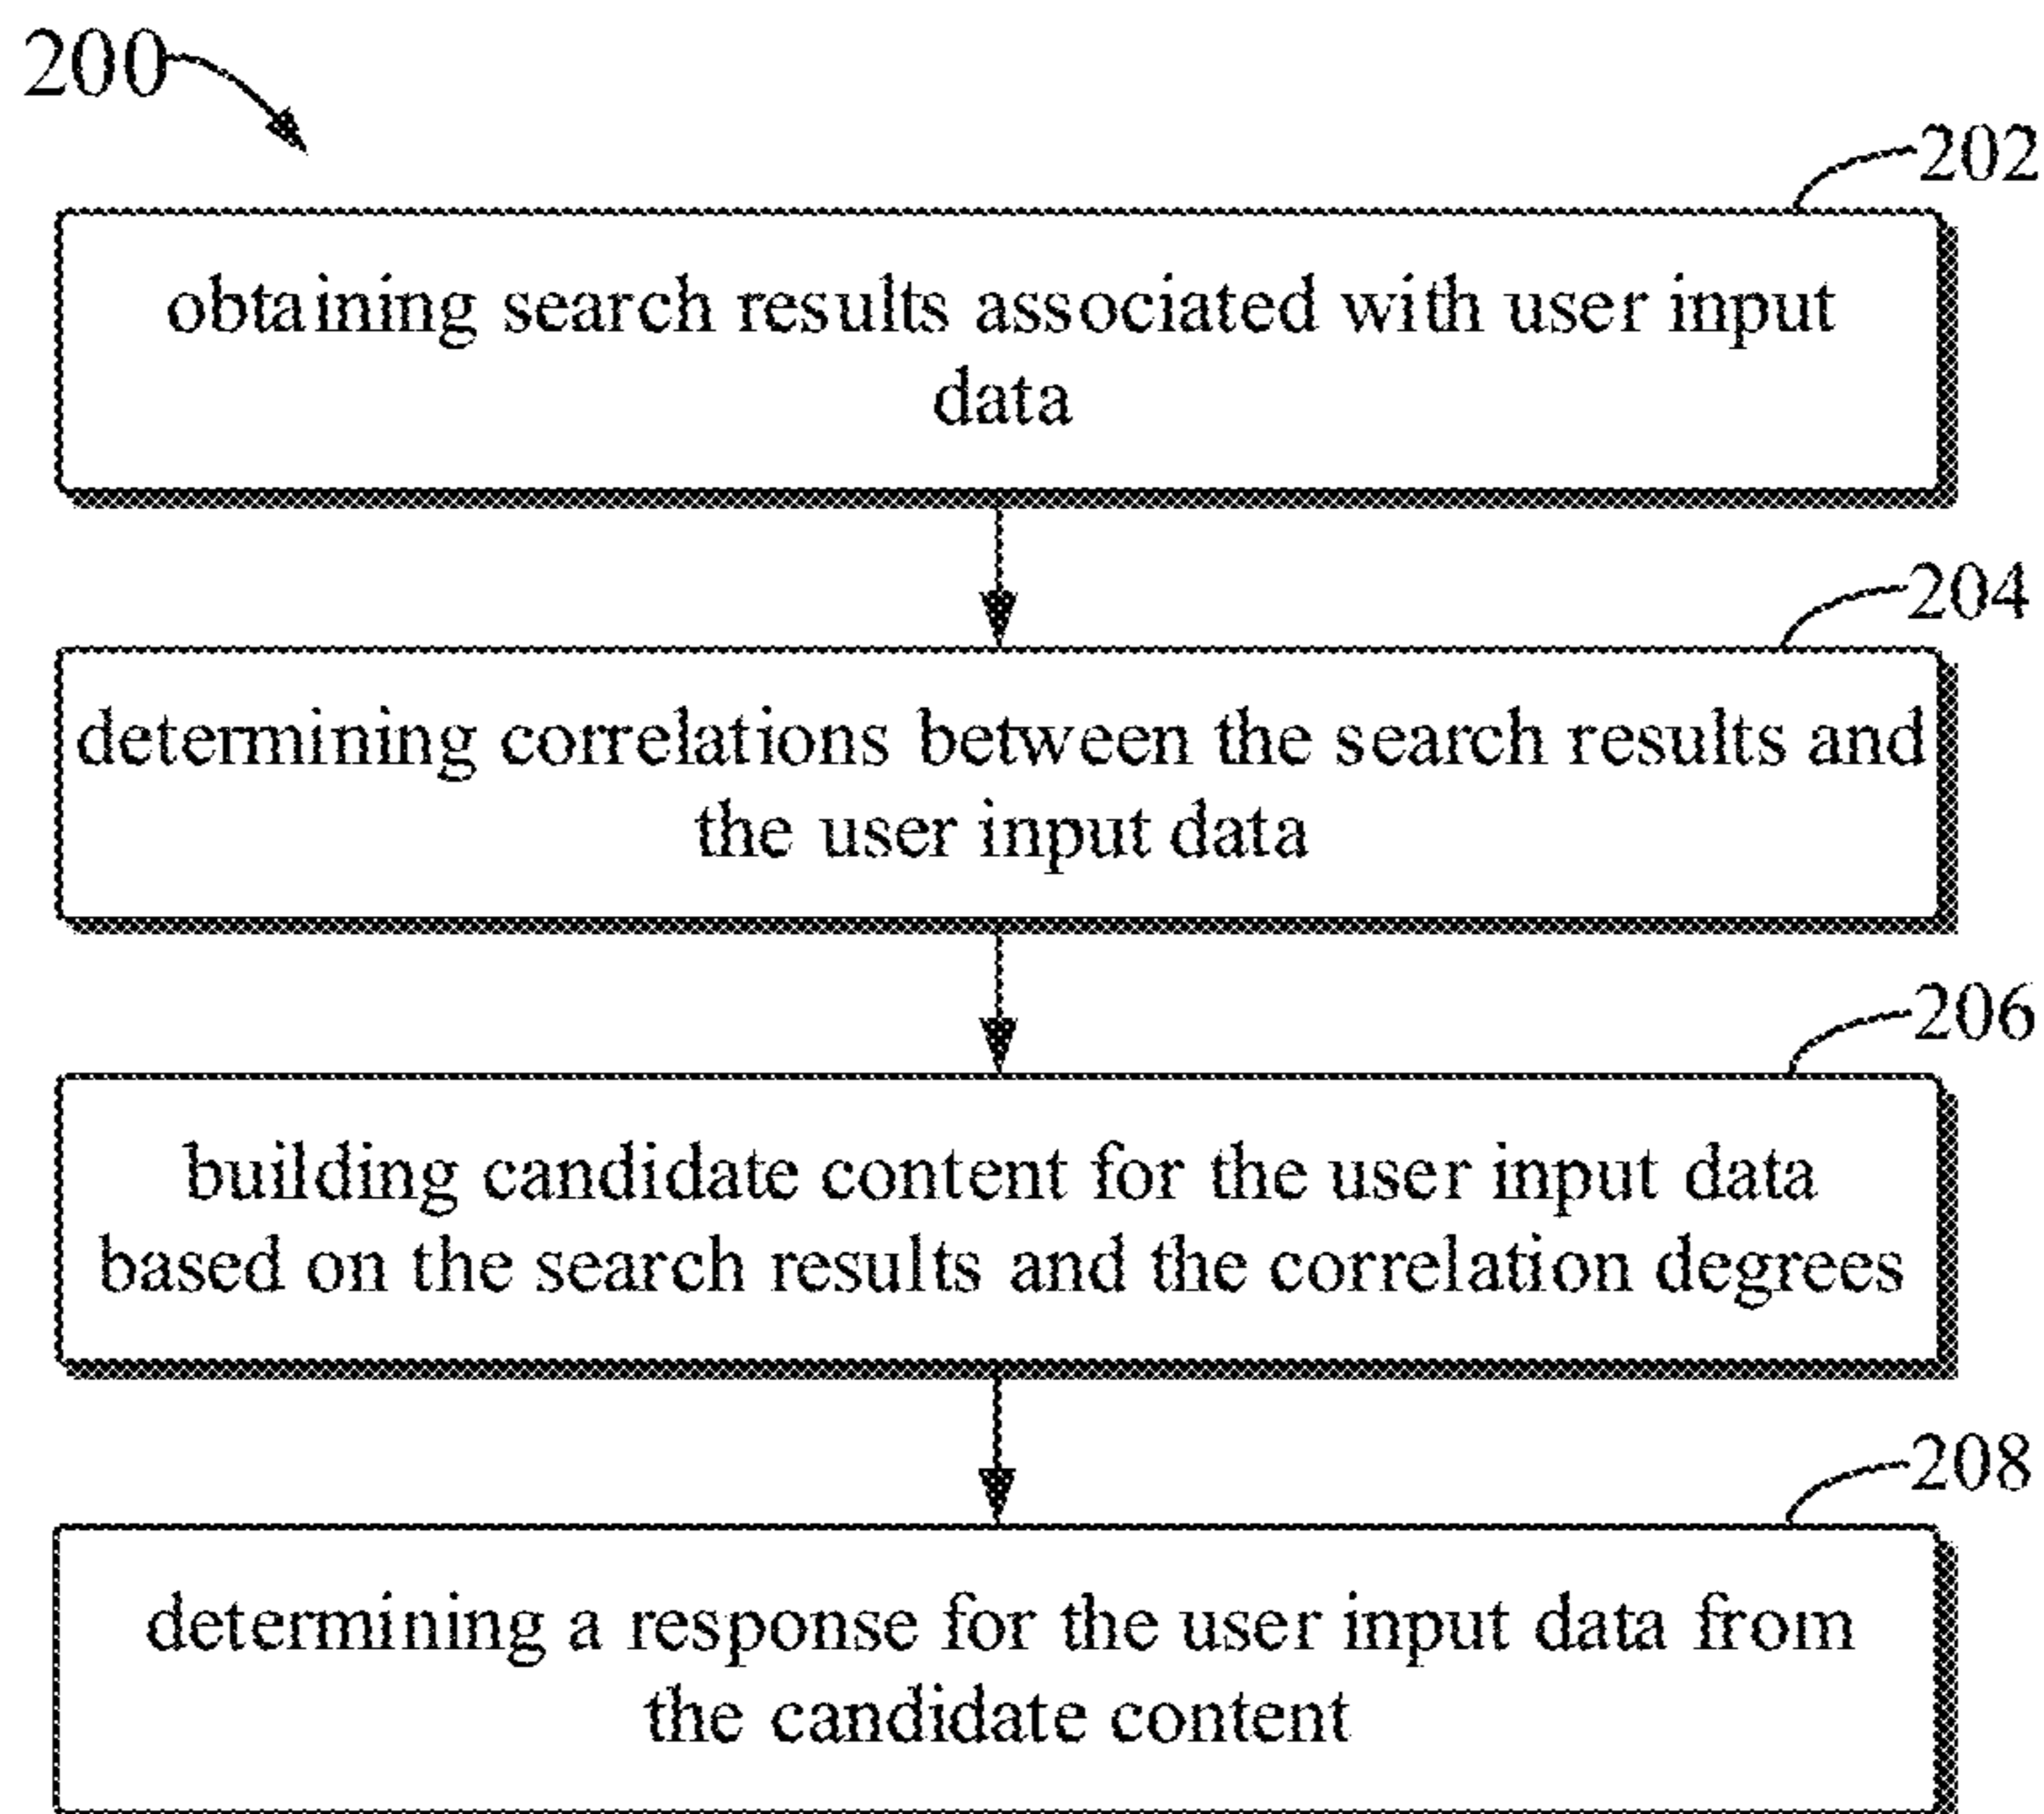 200
202
obtaining search results associated with user input
data
204
determining correlations between the search results and
the user input data
206
building candidate content for the user input data
based on the search results and the correlation degrees
208
determining a response for the user input data from
the candidate content